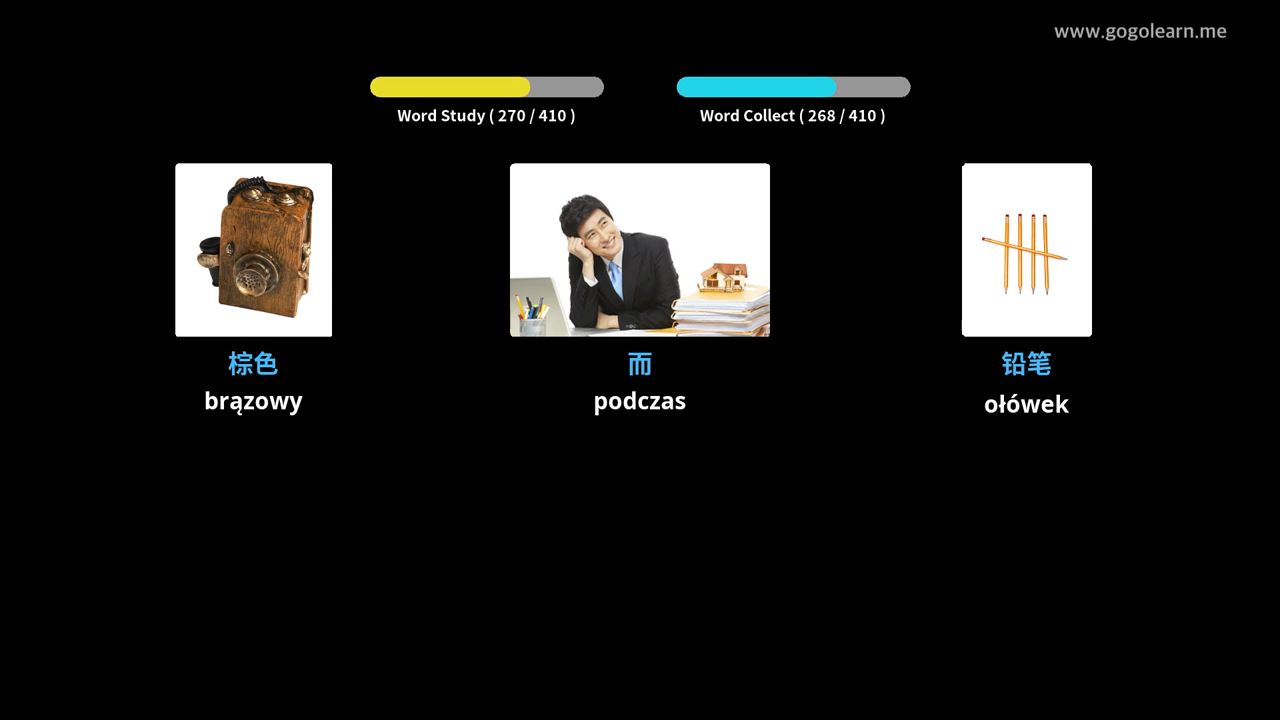 www.gogolearn.me
Word Study ( 270 / 410 )
Word Collect ( 268 / 410 )
棕色
brązowy
而
podczas
铅笔
ołówek